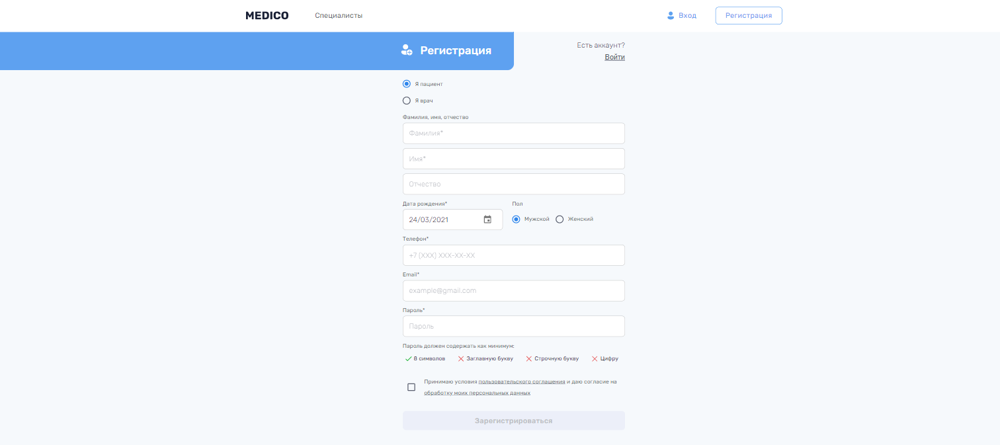 MEDICO Специалисты Вход Регистрация
Регистрация
Есть аккаунт?
Войти
Я пациент
Я врач
Фамилия, имя, отчество
Фамилия*
Имя*
Отчество
Дата рождения* Пол
24/03/2021 Мужской Женский
Телефон*
+7 (XXX) XXX-XX-XX
Email*
example@gmail.com
Пароль*
Пароль
Пароль должен содержать как минимум:
8 символов Заглавную букву Строчную букву Цифру
Принимаю условия пользовательского соглашения и даю согласие на
обработку моих персональных данных
Зарегистрироваться